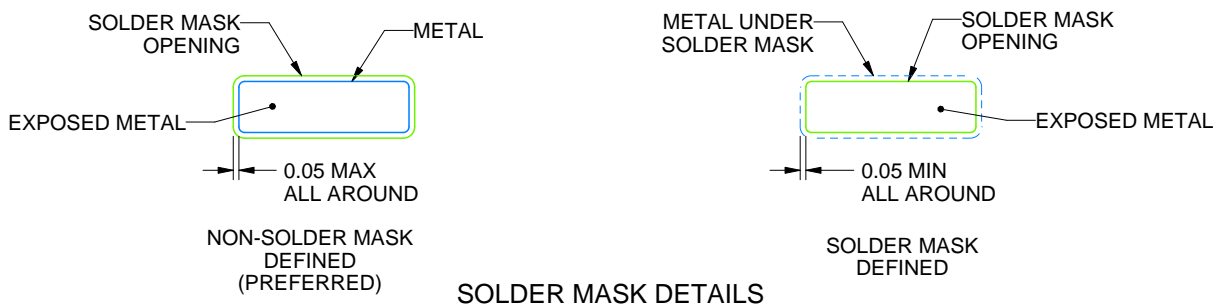 SOLDER MASK
OPENING
METAL
EXPOSED METAL
0.05 MAX
ALL AROUND
NON-SOLDER MASK
DEFINED
(PREFERRED)
METAL UNDER
SOLDER MASK
SOLDER MASK
OPENING
EXPOSED METAL
0.05 MIN
ALL AROUND
SOLDER MASK
DEFINED
SOLDER MASK DETAILS